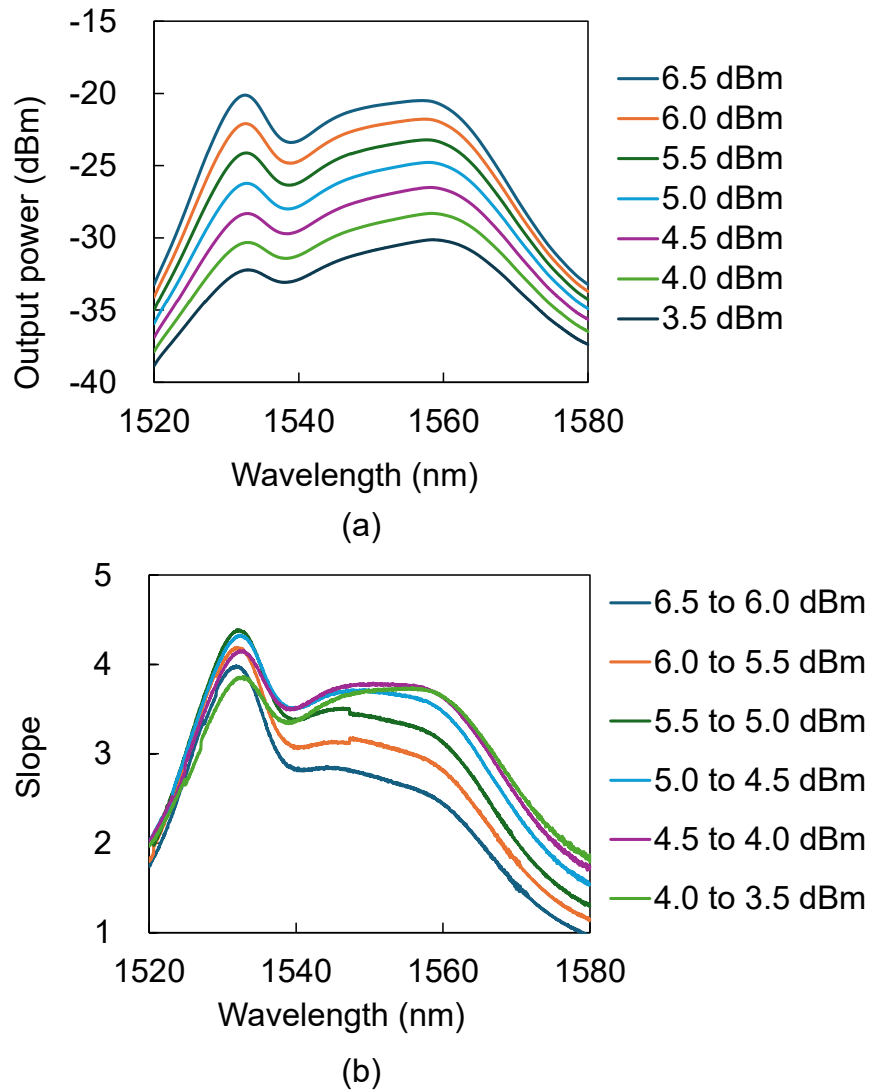 -15
-20
-25
-30
-35
-40
Output power (dBm)
1520
1540
1560
1580
Wavelength (nm)
6.5 dBm
6.0 dBm
5.5 dBm
5.0 dBm
4.5 dBm
4.0 dBm
3.5 dBm
(a)
5
4
3
2
1
Slope
1520
1540
1560
1580
Wavelength (nm)
6.5 to 6.0 dBm
6.0 to 5.5 dBm
5.5 to 5.0 dBm
5.0 to 4.5 dBm
4.5 to 4.0 dBm
4.0 to 3.5 dBm
(b)